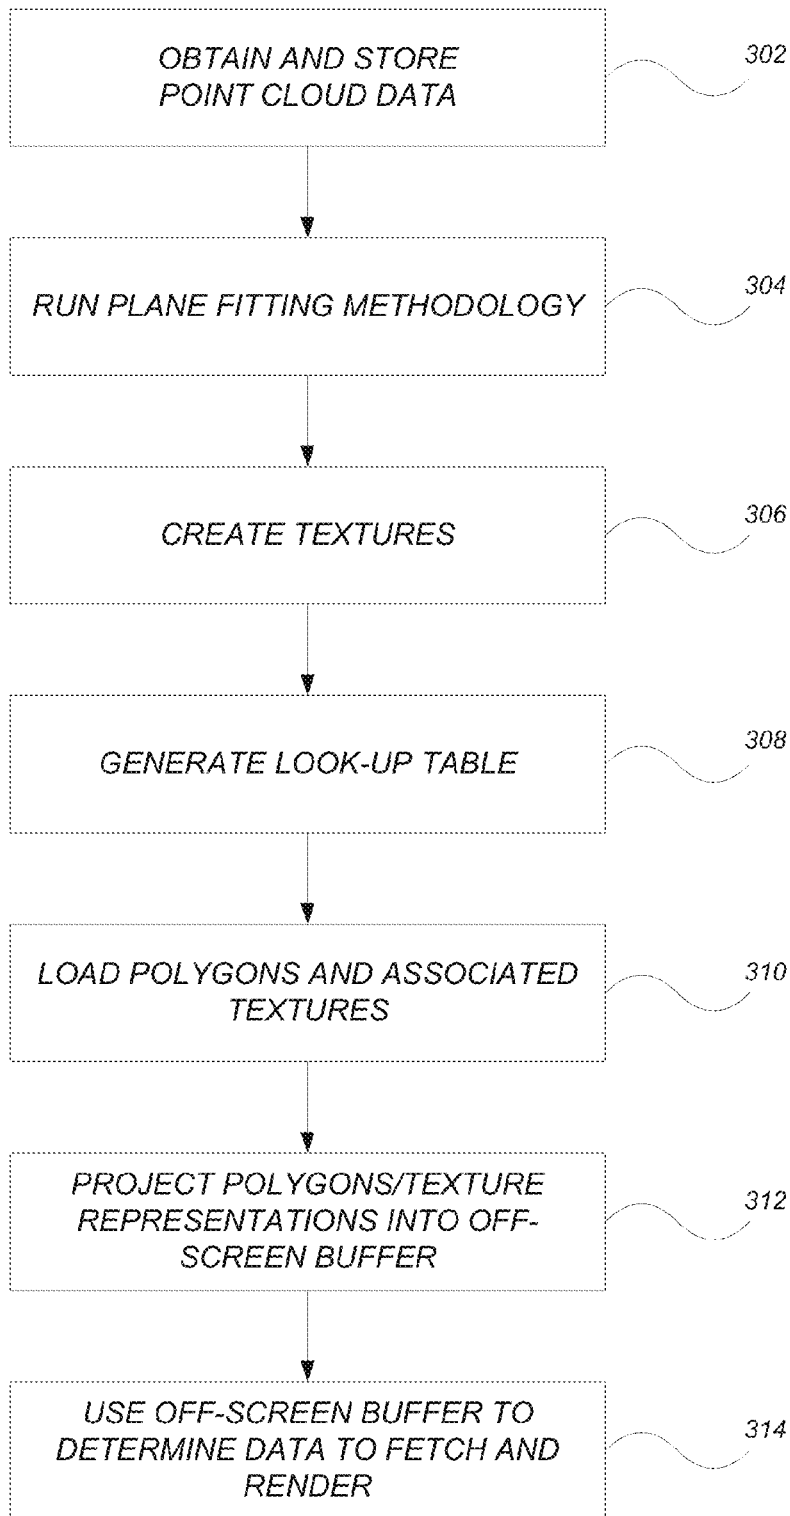 OBTAIN AND STORE
POINT CLOUD DATA
302
RUN PLANE FITTING METHODOLOGY
304
CREATE TEXTURES
306
GENERATE LOOK-UP TABLE
308
LOAD POLYGONS AND ASSOCIATED
TEXTURES
310
PROJECT POLYGONS/TEXTURE
REPRESENTATIONS INTO OFF-
SCREEN BUFFER
312
USE OFF-SCREEN BUFFER TO
DETERMINE DATA TO FETCH AND
RENDER
314